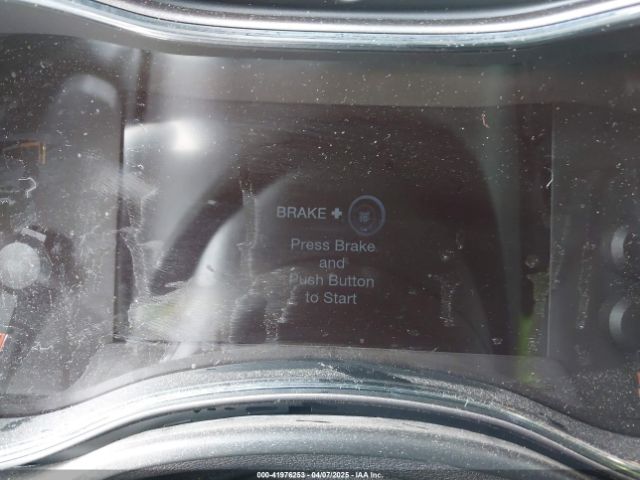 BRAKE +
Press Brake
and
Push Button
to Start
000-41976253 - 04/07/2025 - IAA Inc.